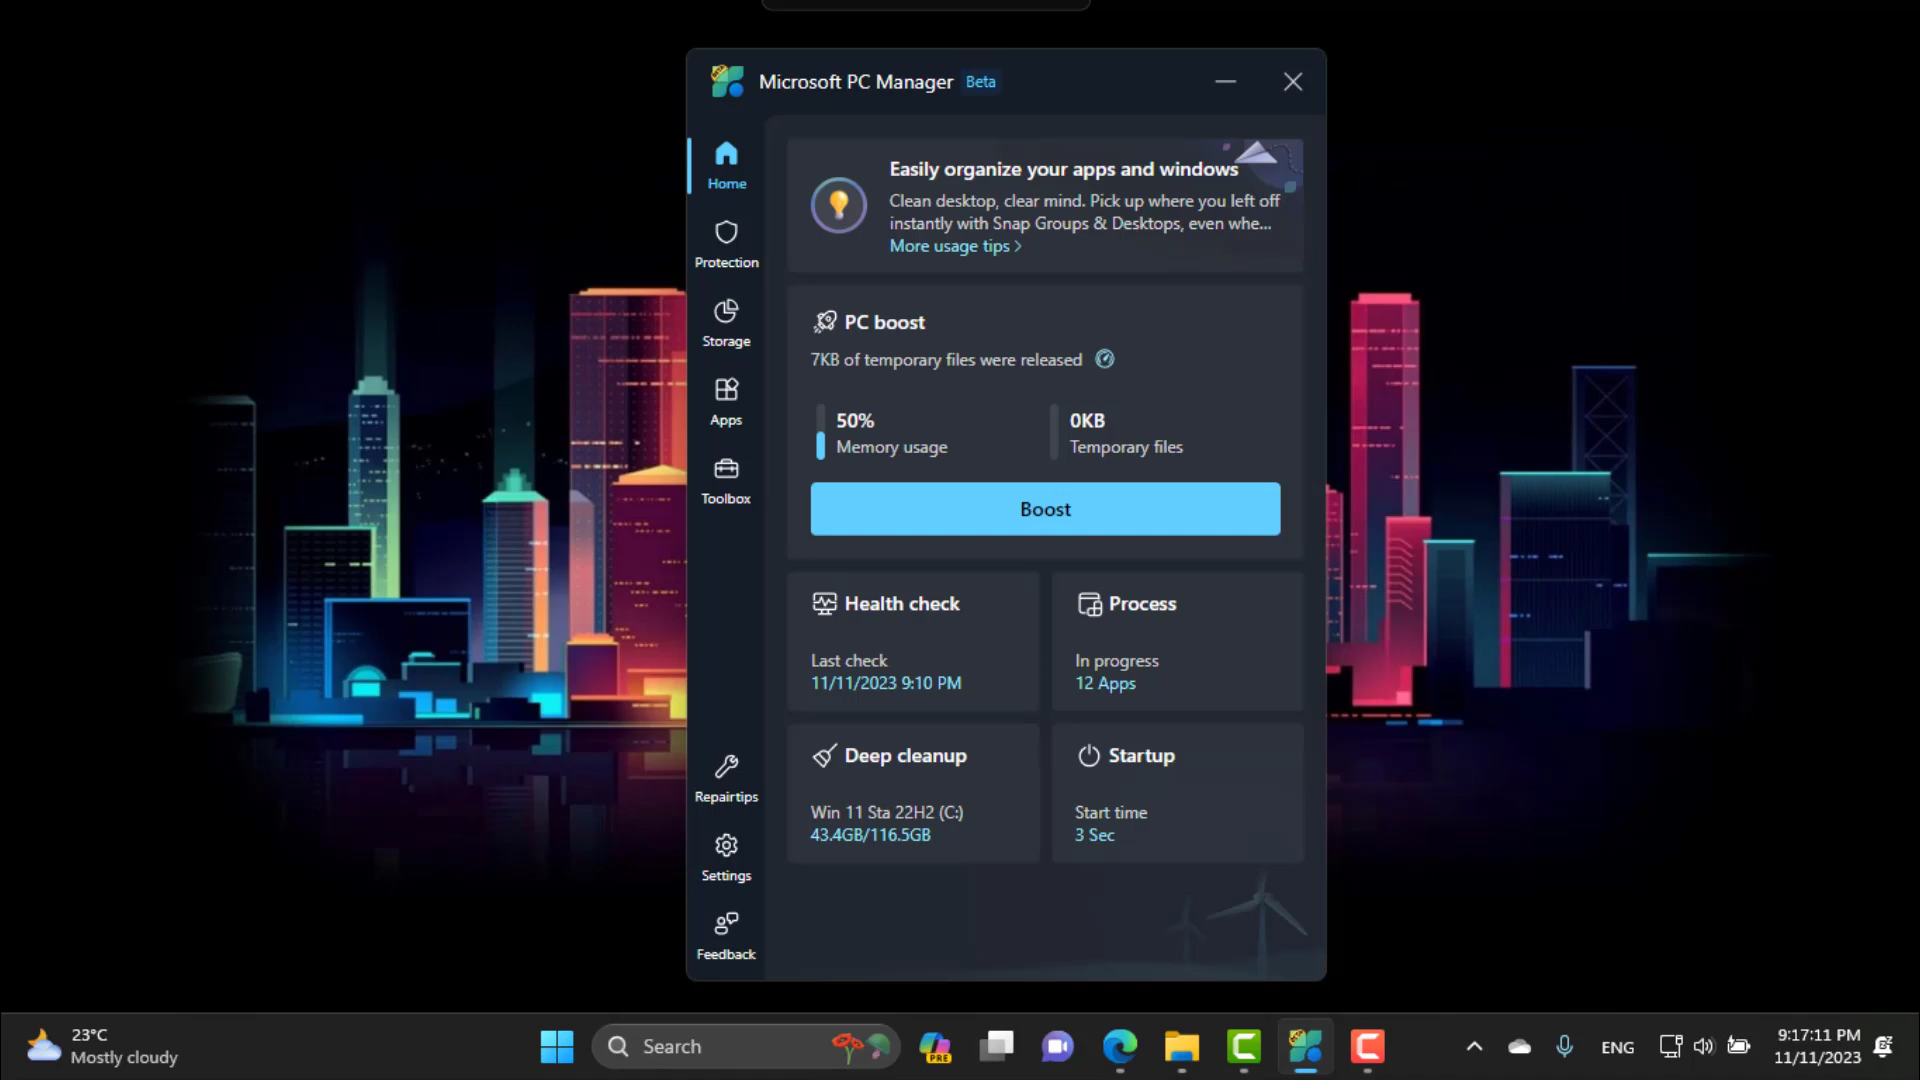 Microsoft PC Manager Beta
Home
Protection
Storage
Apps
Toolbox
Repairtips
Settings
Feedback
Easily organize your apps and windows
Clean desktop, clear mind. Pick up where you left off
instantly with Snap Groups & Desktops, even whe...
More usage tips >
PC boost
7KB of temporary files were released
50%
Memory usage
0KB
Temporary files
Boost
Health check
Last check
11/11/2023 9:10 PM
Process
In progress
12 Apps
Deep cleanup
Win 11 Sta 22H2 (C:)
43.4GB/116.5GB
Startup
Start time
3 Sec
23°C
Mostly cloudy
Search
PRE
ENG
9:17:11 PM
11/11/2023